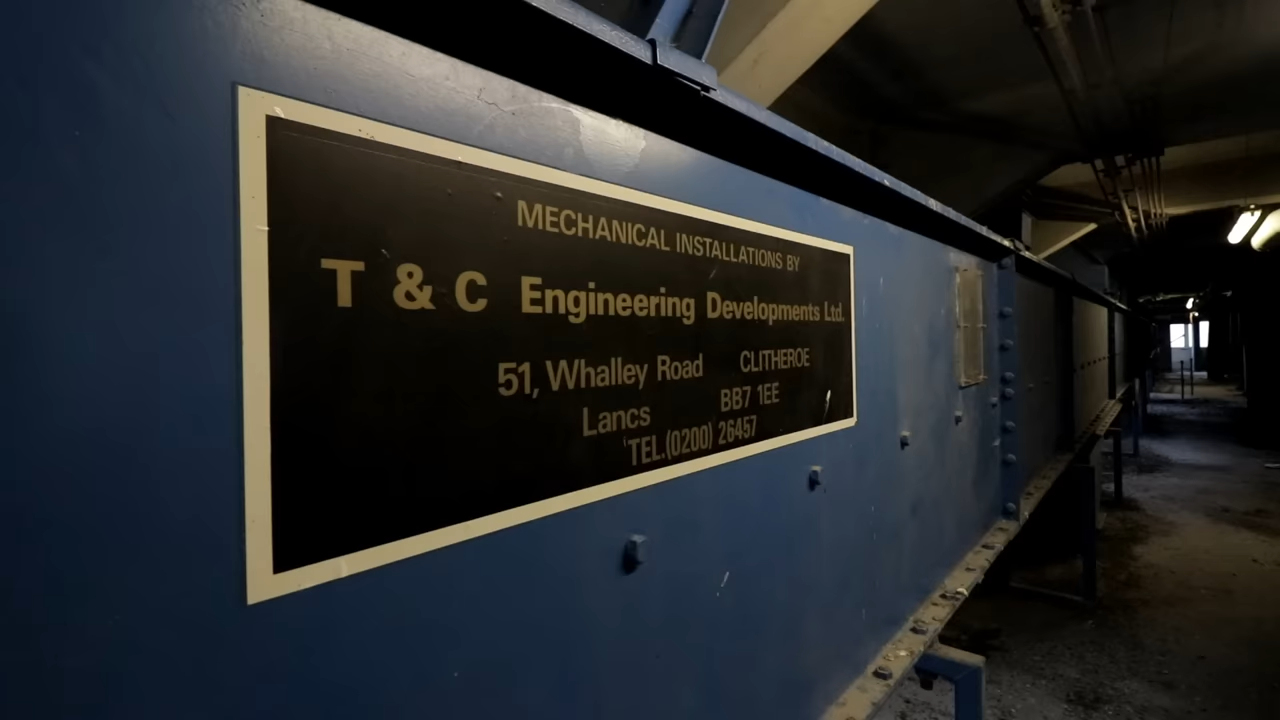 MECHANICAL INSTALLATIONS BY
T & C Engineering Developments Ltd.
51, Whalley Road CLITHEROE
Lancs BB7 1EE
TEL.(0200) 26457